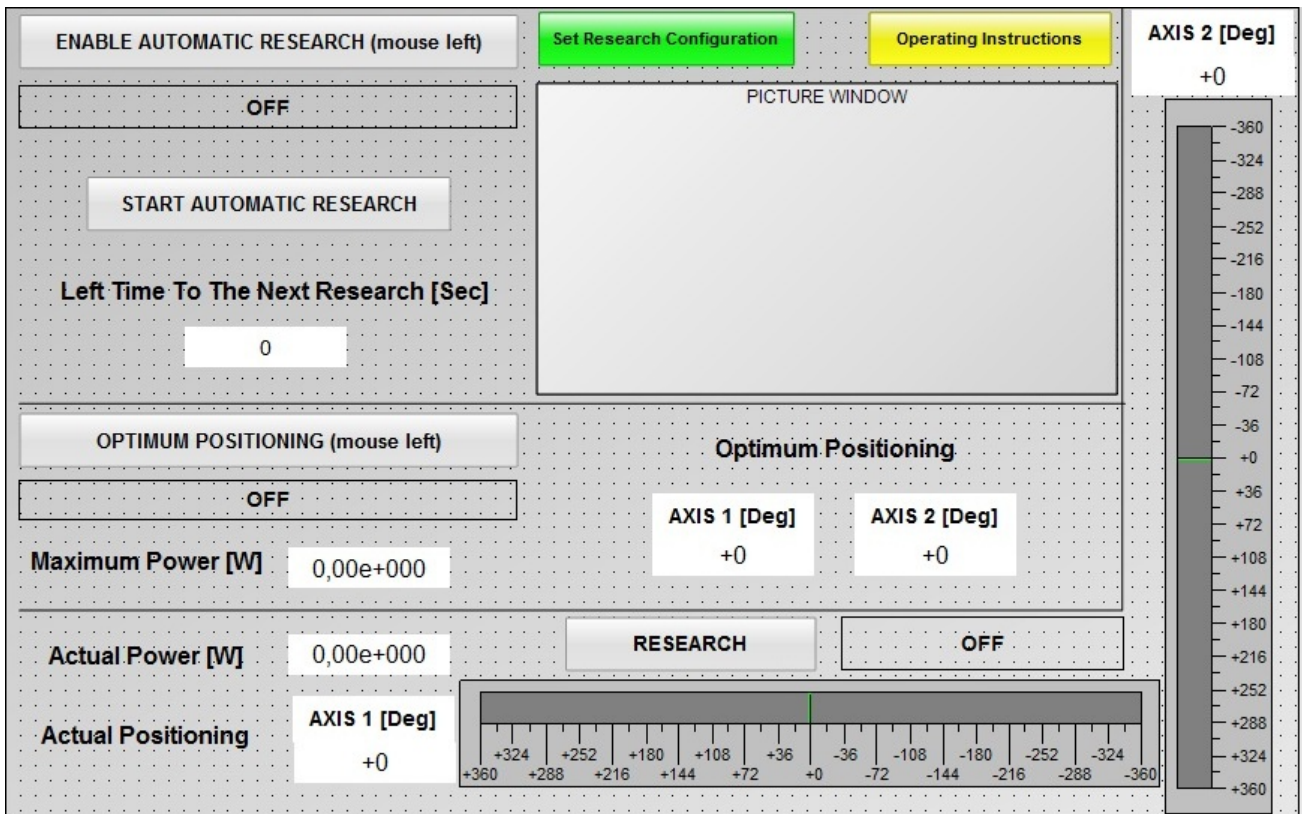 ENABLE AUTOMATIC RESEARCH (mouse left)
Set Research Configuration
Operating Instructions
AXIS 2 [Deg]
+0
OFF
PICTURE WINDOW
START AUTOMATIC RESEARCH
Left Time To The Next Research [Sec]
0
OPTIMUM POSITIONING (mouse left)
OFF
Optimum Positioning
AXIS 1 [Deg]
+0
AXIS 2 [Deg]
+0
Maximum Power [W]
0,00e+000
Actual Power [W]
0,00e+000
RESEARCH
OFF
Actual Positioning
AXIS 1 [Deg]
+0
+324 +252 +180 +108 +36 -36 -108 -180 -252 -324
+360 +288 +216 +144 +72 +0 -72 -144 -216 -288 -360
-360
-324
-288
-252
-216
-180
-144
-108
-72
-36
+0
+36
+72
+108
+144
+180
+216
+252
+288
+324
+360